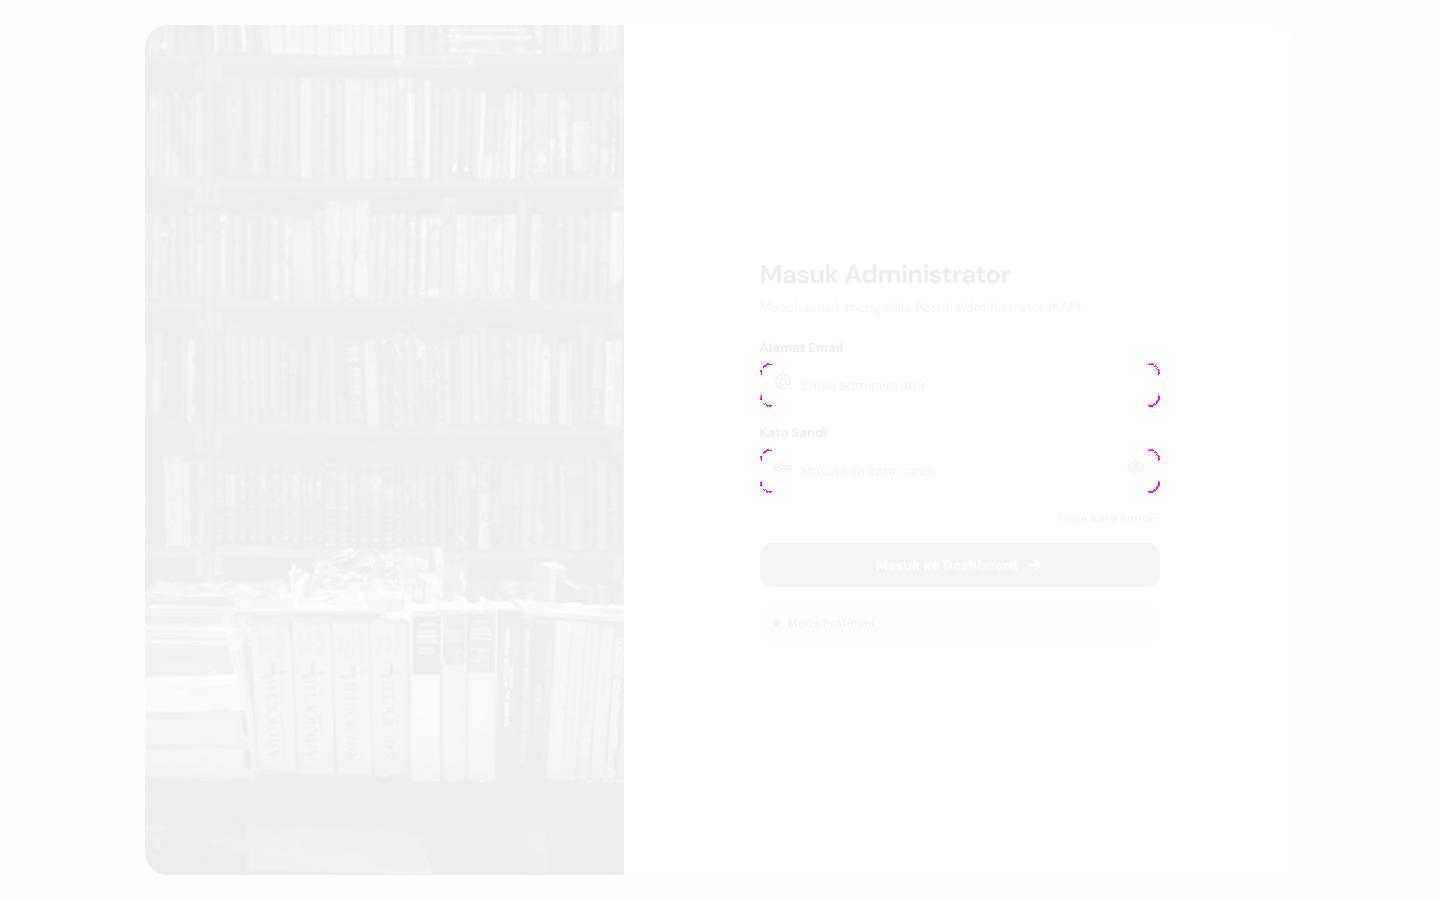 Masuk Administrator
Masuk untuk mengelola Portal Administrator IKAPI.
Alamat Email
Email administrator
Kata Sandi
Masukkan kata sandi
Lupa kata sandi?
Masuk ke Dashboard →
▶ Mode Pratinjau